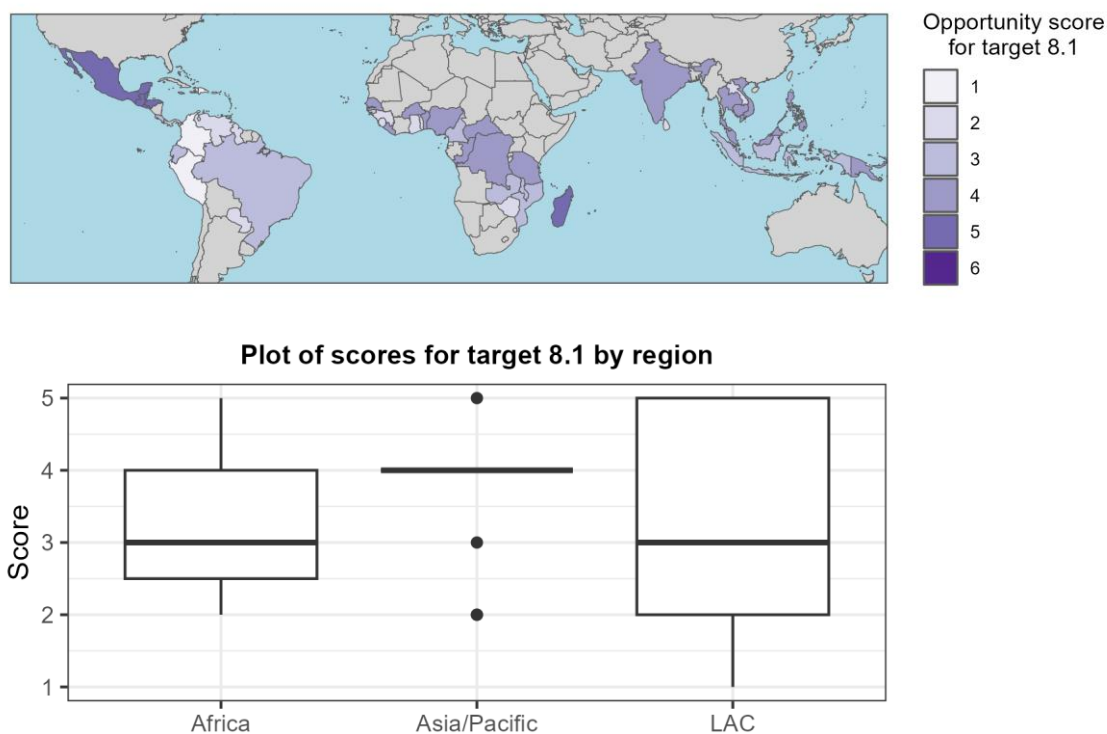 Opportunity score
for target 8.1
1
2
3
4
5
6
Plot of scores for target 8.1 by region
Score
5
4
3
2
1
Africa
Asia/Pacific
LAC